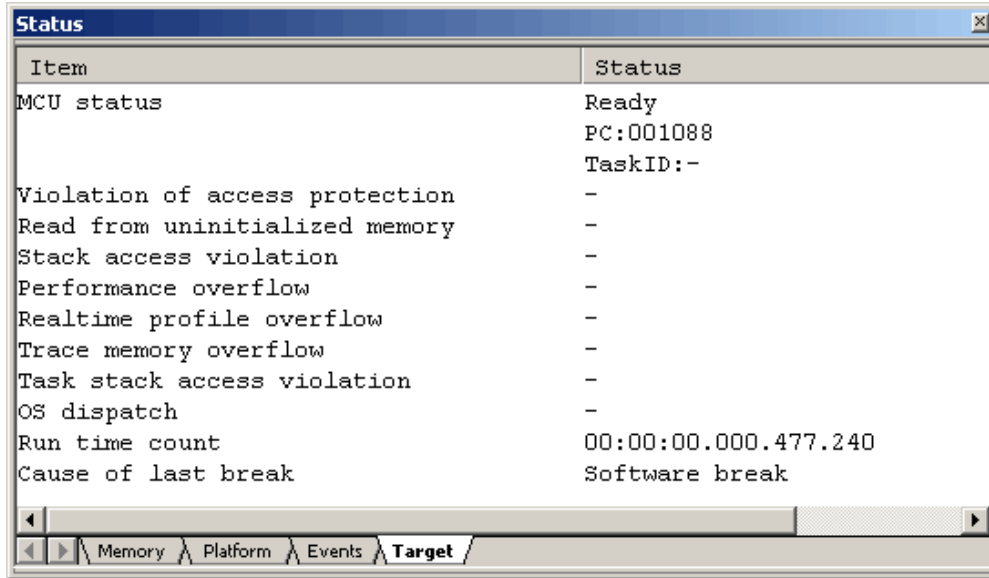 Status
Item Status
MCU status Ready
PC:001088
TaskID:-
Violation of access protection -
Read from uninitialized memory -
Stack access violation -
Performance overflow -
Realtime profile overflow -
Trace memory overflow -
Task stack access violation -
OS dispatch -
Run time count 00:00:00.000.477.240
Cause of last break Software break
Memory Platform Events Target